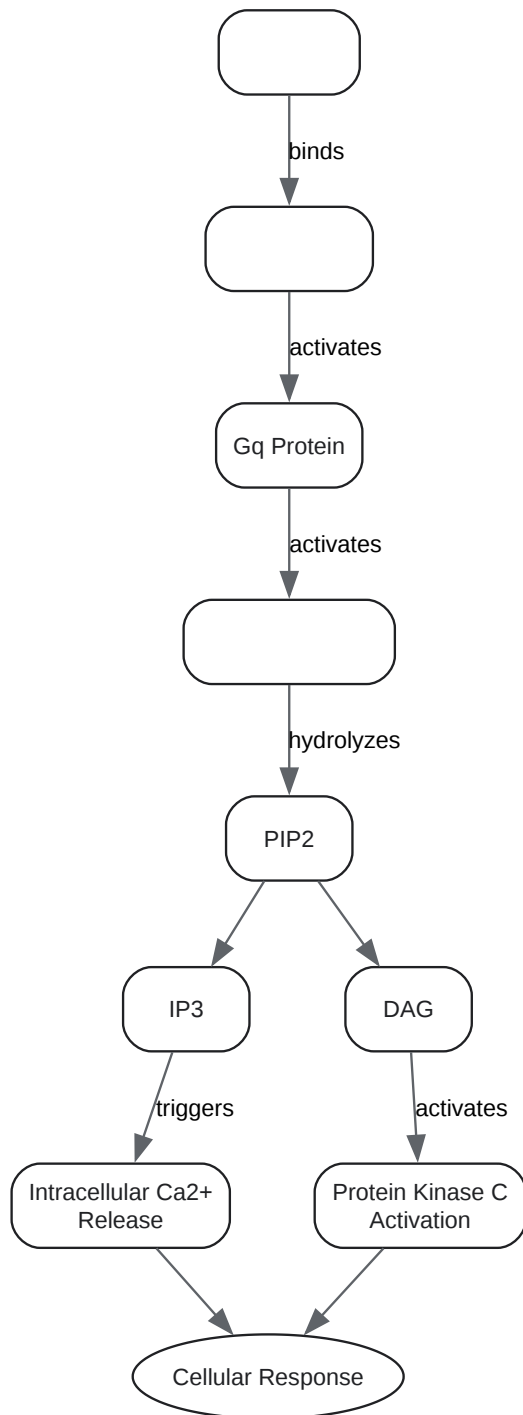 binds
activates
Gq Protein
activates
hydrolyzes
PIP2
IP3
DAG
triggers
activates
Intracellular Ca2+
Release
Protein Kinase C
Activation
Cellular Response